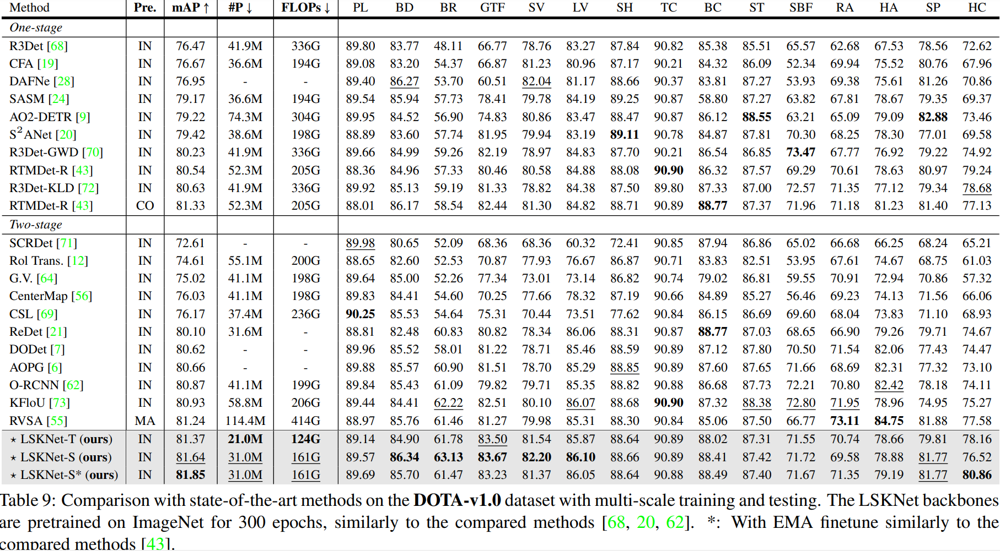 Method Pre. mAP ↑ #P ↓ FLOPs ↓ PL BD BR GTF SV LV SH TC BC ST SBF RA HA SP HC
One-stage
R3Det [68] IN 76.47 41.9M 336G 89.80 83.77 48.11 66.77 78.76 83.27 87.84 90.82 85.38 85.51 65.57 62.68 67.53 78.56 72.62
CFA [19] IN 76.67 36.6M 194G 89.08 83.20 54.37 66.87 81.23 80.96 87.17 90.21 84.32 86.09 52.34 69.94 75.52 80.76 67.96
DAFNe [28] IN 76.95 - - 89.40 86.27 53.70 60.51 82.04 81.17 88.66 90.37 83.81 87.27 53.93 69.38 75.61 81.26 70.86
SASM [24] IN 79.17 36.6M 194G 89.54 85.94 57.73 78.41 79.78 84.19 89.25 90.87 58.80 87.27 63.82 67.81 78.67 79.35 69.37
AO2-DETR [9] IN 79.22 74.3M 304G 89.95 84.52 56.90 74.83 80.86 83.47 88.47 90.87 86.12 88.55 63.21 65.09 79.09 82.88 73.46
S²ANet [20] IN 79.42 38.6M 198G 88.89 83.60 57.74 81.95 79.94 83.19 89.11 90.78 84.87 87.81 70.30 68.25 78.30 77.01 69.58
R3Det-GWD [70] IN 80.23 41.9M 336G 89.66 84.99 59.26 82.19 78.97 84.83 87.70 90.21 86.54 86.85 73.47 67.77 76.92 79.22 74.92
RTMDet-R [43] IN 80.54 52.3M 205G 88.36 84.96 57.33 80.46 80.58 84.88 88.08 90.90 86.32 87.57 69.29 70.61 78.63 80.97 79.24
R3Det-KLD [72] IN 80.63 41.9M 336G 89.92 85.13 59.19 81.33 78.82 84.38 87.50 89.80 87.33 87.00 72.57 71.35 77.12 79.34 78.68
RTMDet-R [43] CO 81.33 52.3M 205G 88.01 86.17 58.54 82.44 81.30 84.82 88.71 90.89 88.77 87.37 71.96 71.18 81.23 81.40 77.13
Two-stage
SCRDet [71] IN 72.61 - - 89.98 80.65 52.09 68.36 68.36 60.32 72.41 90.85 87.94 86.86 65.02 66.68 66.25 68.24 65.21
Rol Trans. [12] IN 74.61 55.1M 200G 88.65 82.60 52.53 70.87 77.93 76.67 86.87 90.71 83.83 82.51 53.95 67.61 74.67 68.75 61.03
G.V. [64] IN 75.02 41.1M 198G 89.64 85.00 52.26 77.34 73.01 73.14 86.82 90.74 79.02 86.81 59.55 70.91 72.94 70.86 57.32
CenterMap [56] IN 76.03 41.1M 198G 89.83 84.41 54.60 70.25 77.66 78.32 87.19 90.66 84.89 85.27 56.46 69.23 74.13 71.56 66.06
CSL [69] IN 76.17 37.4M 236G 90.25 85.53 54.64 75.31 70.44 73.51 77.62 90.84 86.15 86.69 69.60 68.04 73.83 71.10 68.93
ReDet [21] IN 80.10 31.6M - 88.81 82.48 60.83 80.82 78.34 86.06 88.31 90.87 88.77 87.03 68.65 66.90 79.26 79.71 74.67
DODet [7] IN 80.62 - - 89.96 85.52 58.01 81.22 78.71 85.46 88.59 90.89 87.12 87.80 70.50 71.54 82.06 77.43 74.47
AOPG [6] IN 80.66 - - 89.88 85.57 60.90 81.51 78.70 85.29 88.85 90.89 87.60 87.65 71.66 68.69 82.31 77.32 73.10
O-RCNN [62] IN 80.87 41.1M 199G 89.84 85.43 61.09 79.82 79.71 85.35 88.82 90.88 86.68 87.73 72.21 70.80 82.42 78.18 74.11
KFloU [73] IN 80.93 58.8M 206G 89.44 84.41 62.22 82.51 80.10 86.07 88.68 90.90 87.32 88.38 72.80 71.95 78.96 74.95 75.27
RVSA [55] MA 81.24 114.4M 414G 88.97 85.76 61.46 81.27 79.98 85.31 88.30 90.84 85.06 87.50 66.77 73.11 84.75 81.88 77.58
⋆ LSKNet-T (ours) IN 81.37 21.0M 124G 89.14 84.90 61.78 83.50 81.54 85.87 88.64 90.89 88.02 87.31 71.55 70.74 78.66 79.81 78.16
⋆ LSKNet-S (ours) IN 81.64 31.0M 161G 89.57 86.34 63.13 83.67 82.20 86.10 88.66 90.89 88.41 87.42 71.72 69.58 78.88 81.77 76.52
⋆ LSKNet-S* (ours) IN 81.85 31.0M 161G 89.69 85.70 61.47 83.23 81.37 86.05 88.64 90.88 88.49 87.40 71.67 71.35 79.19 81.77 80.86
Table 9: Comparison with state-of-the-art methods on the DOTA-v1.0 dataset with multi-scale training and testing. The LSKNet backbones
are pretrained on ImageNet for 300 epochs, similarly to the compared methods [68, 20, 62]. *: With EMA finetune similarly to the
compared methods [43].